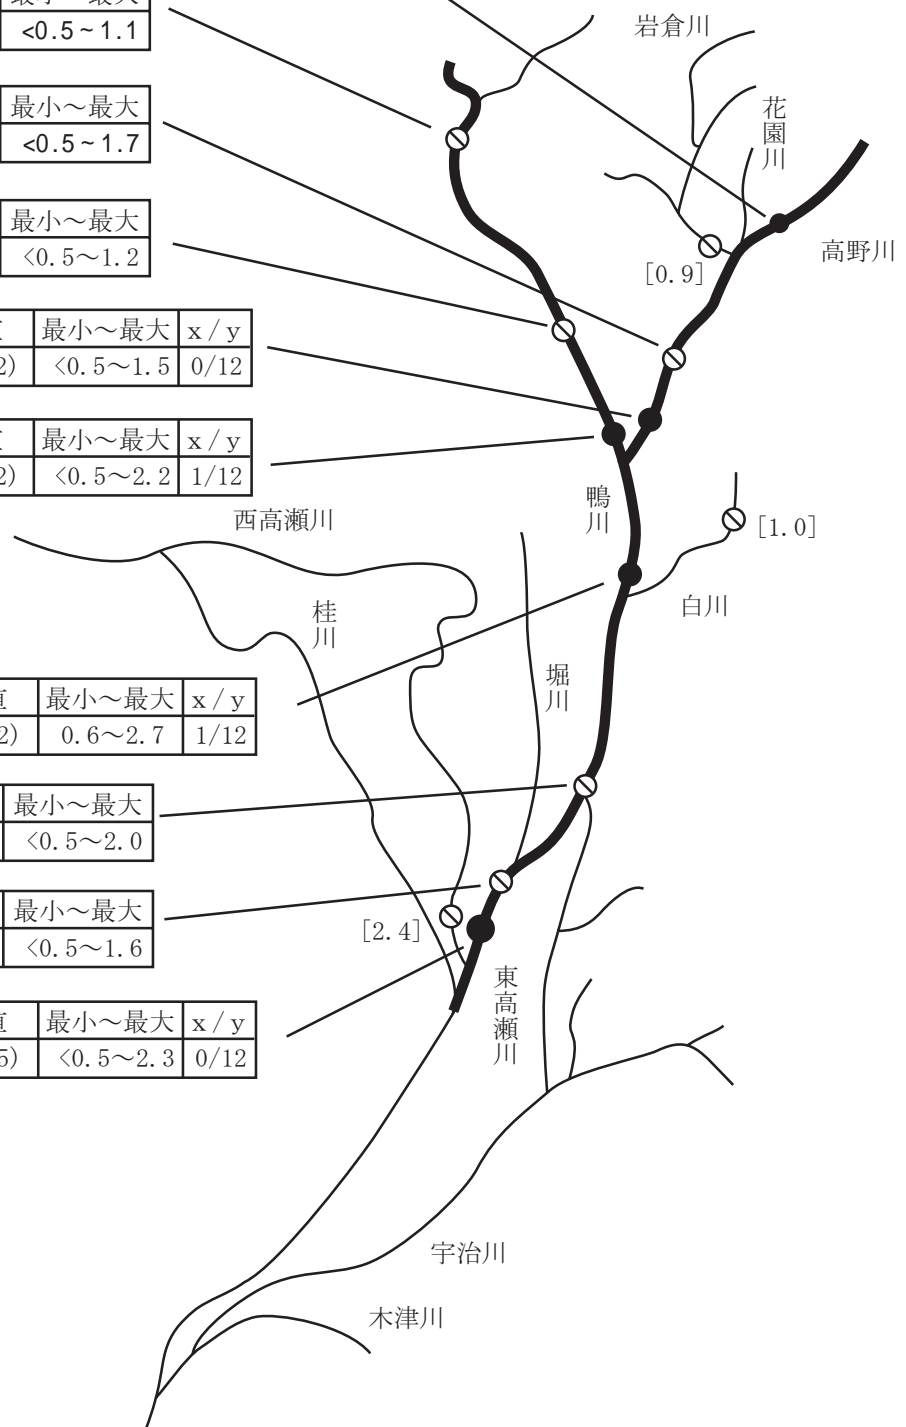 最小～最大
<0.5～1.1
最小～最大
<0.5～1.7
最小～最大
<0.5～1.2
最小～最大 x/y
2) <0.5～1.5 0/12
最小～最大 x/y
2) <0.5～2.2 1/12
値 最小～最大 x/y
2) 0.6～2.7 1/12
最小～最大
<0.5～2.0
最小～最大
<0.5～1.6
値 最小～最大 x/y
5) <0.5～2.3 0/12
岩倉川
花園川
高野川
[0.9]
鴨川
[1.0]
白川
西高瀬川
桂川
堀川
[2.4]
東高瀬川
宇治川
木津川